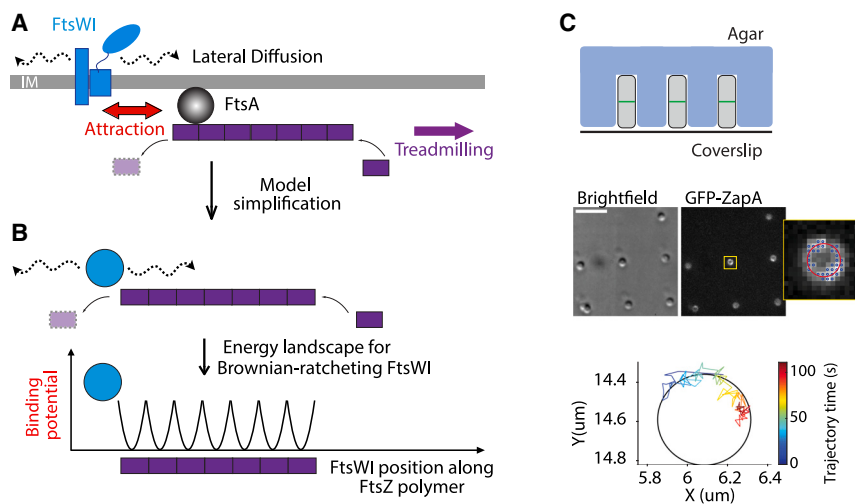 A
FtsWI
Lateral Diffusion
IM
FtsA
Attraction
Treadmilling
Model
simplification
B
Energy landscape for
Brownian-ratcheting FtsWI
Binding
potential
FtsWI position along
FtsZ polymer
C
Agar
Coverslip
Brightfield
GFP-ZapA
14.4
14.6
14.8
Y(um)
5.8
6
6.2
6.4
X (um)
100
50
0
Trajectory time (s)